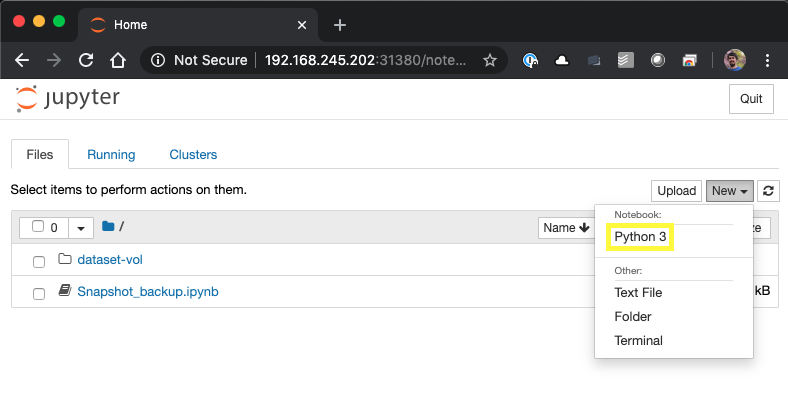 Home
Not Secure 192.168.245.202:31380/note...
jupyter
Quit
Files Running Clusters
Select items to perform actions on them.
Upload New
0 / Name ze
Notebook:
Python 3
dataset-vol
Other:
Snapshot_backup.ipynb Text File kB
Folder
Terminal